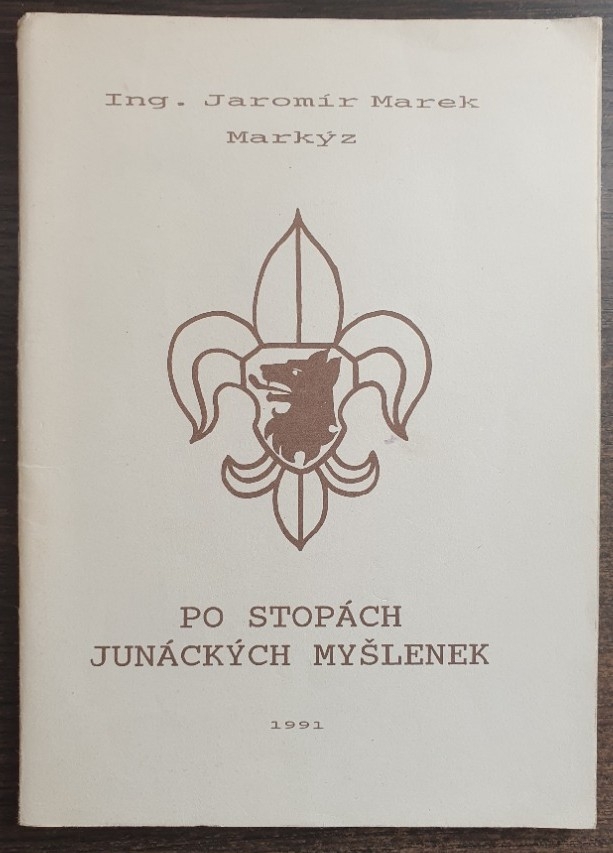 Ing. Jaromír Marek
Markýz
PO STOPÁCH
JUNÁCKÝCH MYŠLENEK
1991